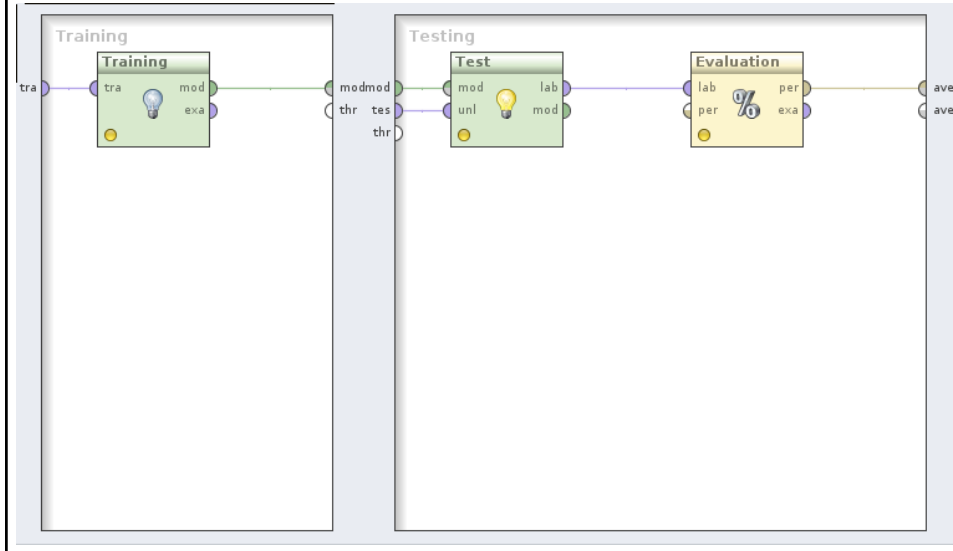 Training
Testing
Training
Test
Evaluation
tra tra mod mod mod mod lab lab per ave
exa thr tes unl mod per exa ave
thr